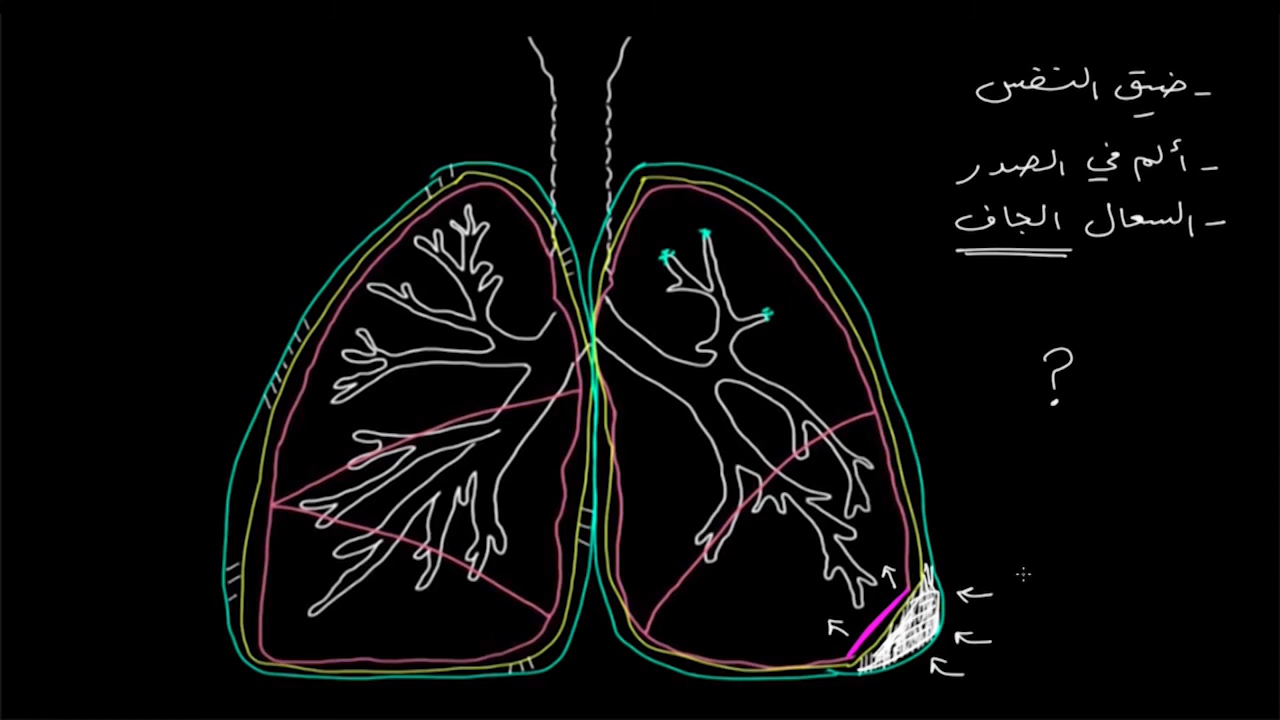 - ضيق التنفس
- ألم في الصدر
- السعال الجاف
?